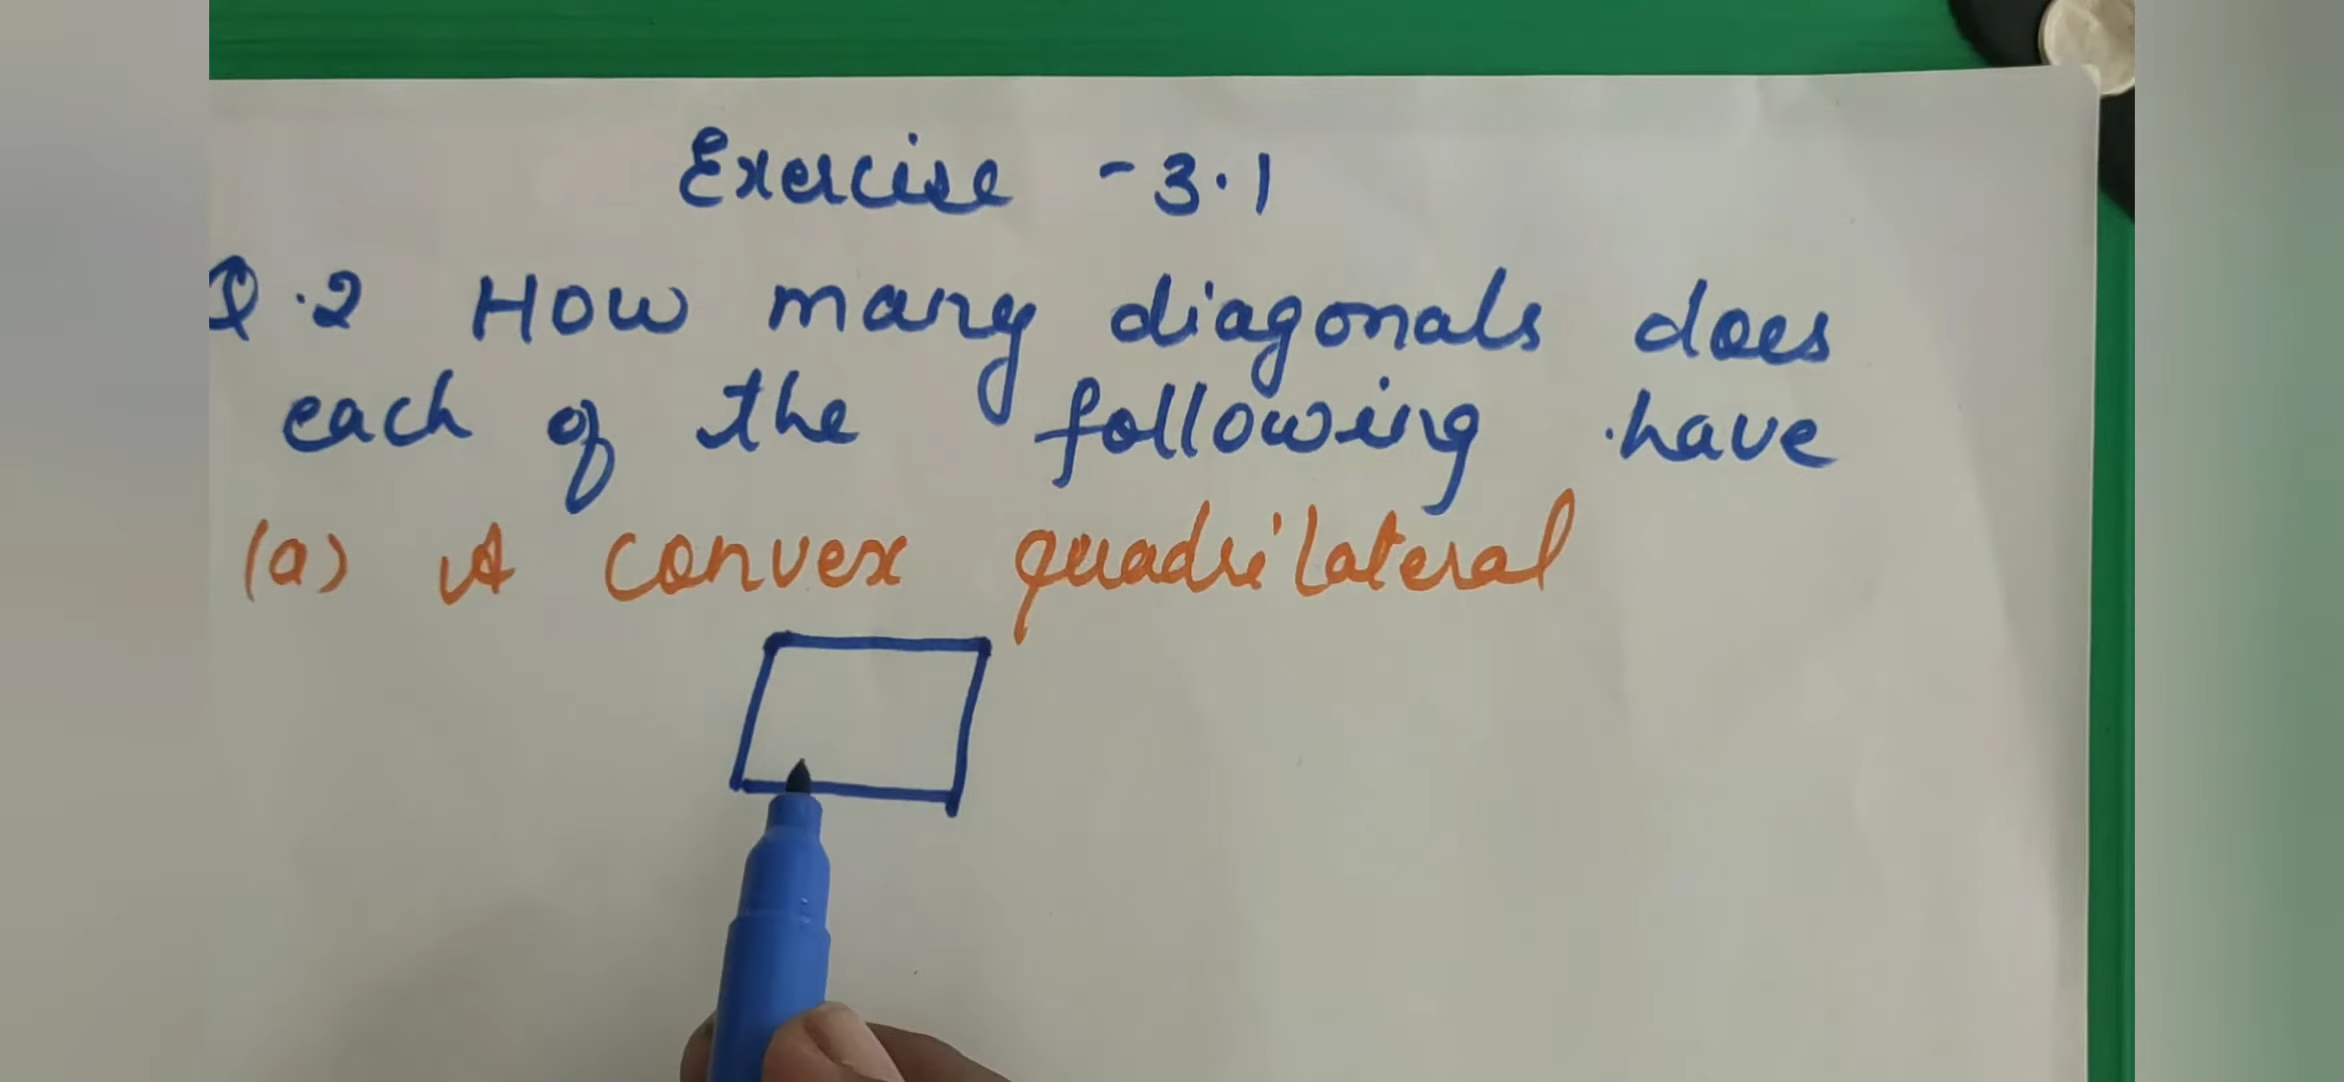 Exercise - 3.1
Q.2 How many diagonals does
each of the following have
(a) A convex quadrilateral